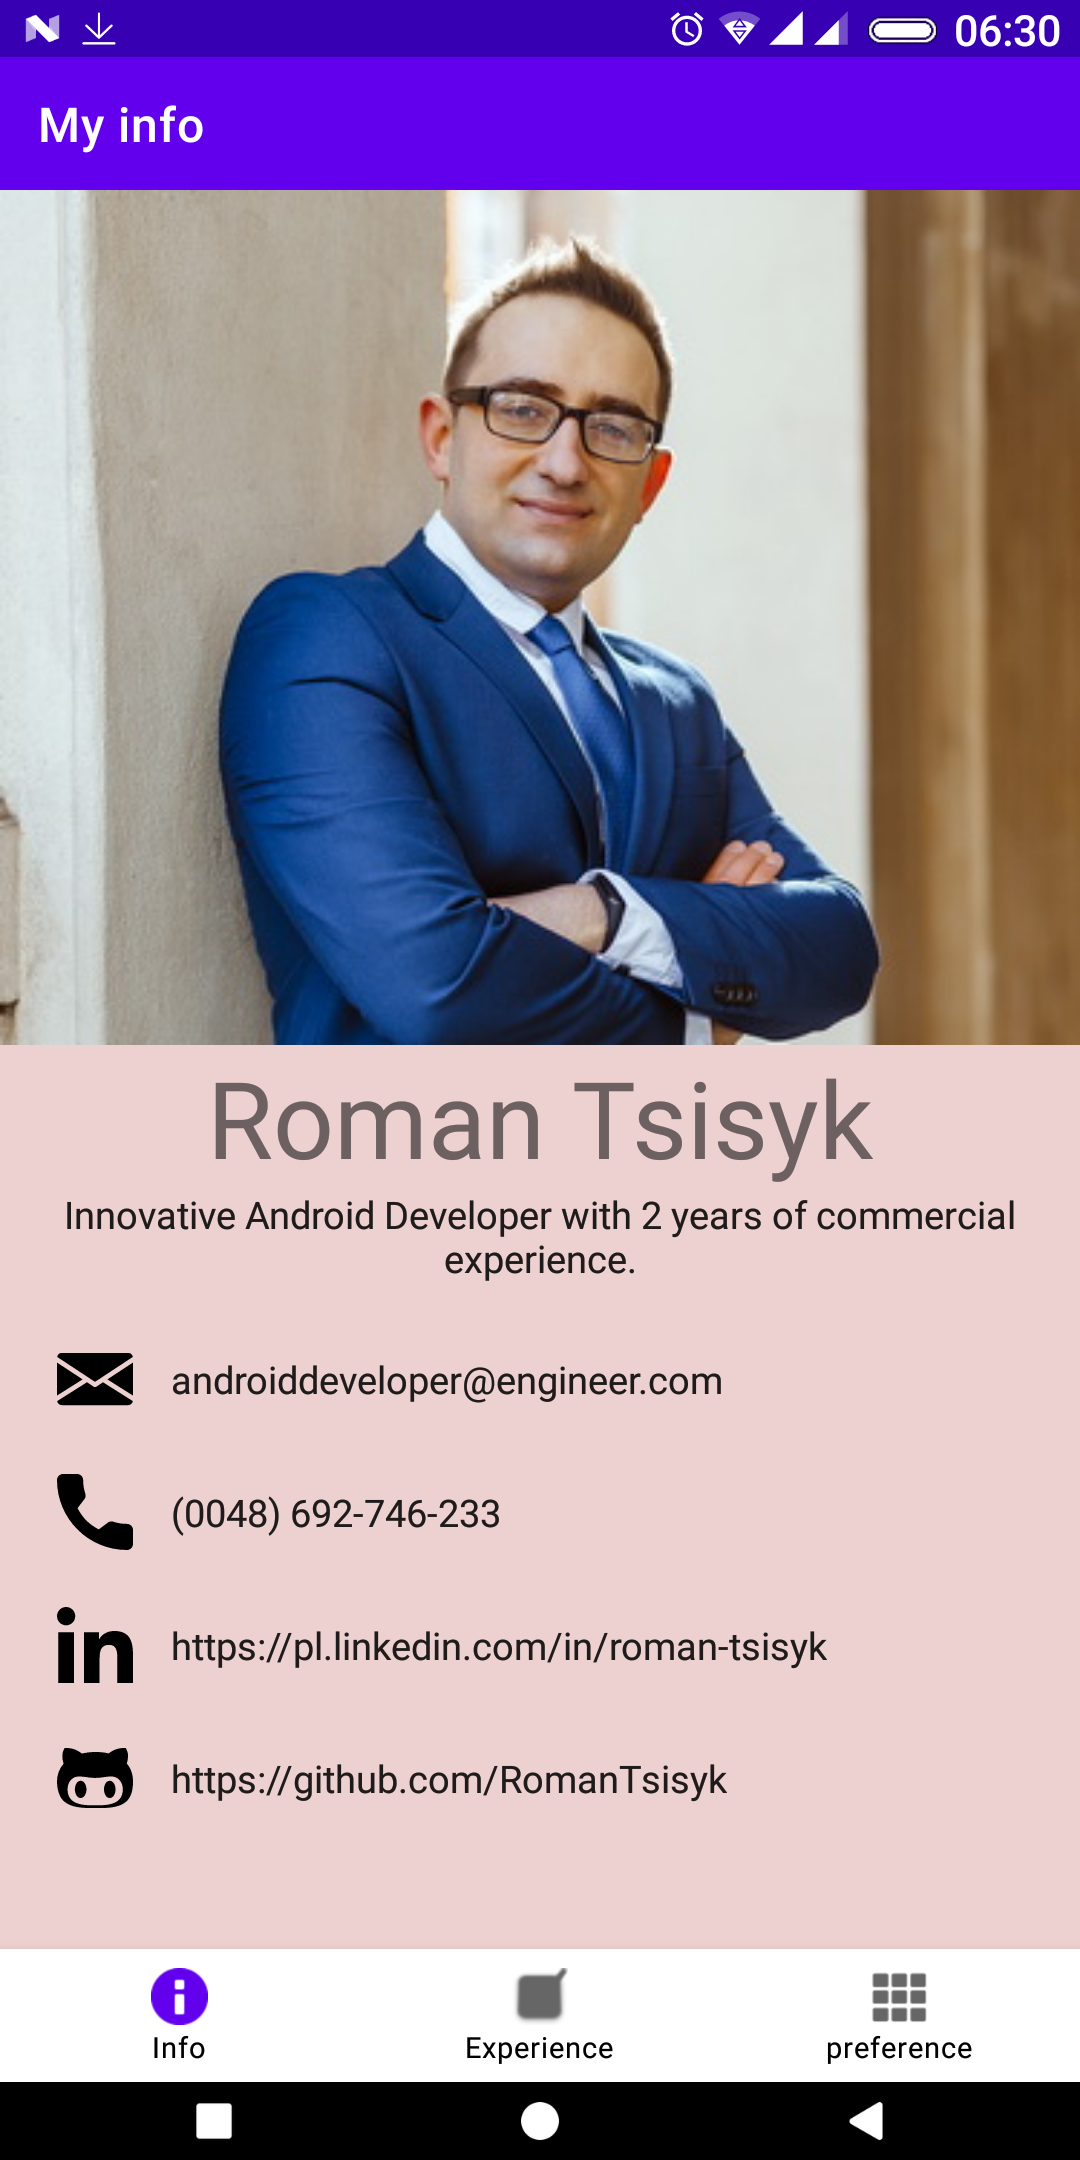 06:30
My info
Roman Tsisyk
Innovative Android Developer with 2 years of commercial
experience.
androiddeveloper@engineer.com
(0048) 692-746-233
https://pl.linkedin.com/in/roman-tsisyk
https://github.com/RomanTsisyk
Info
Experience
preference